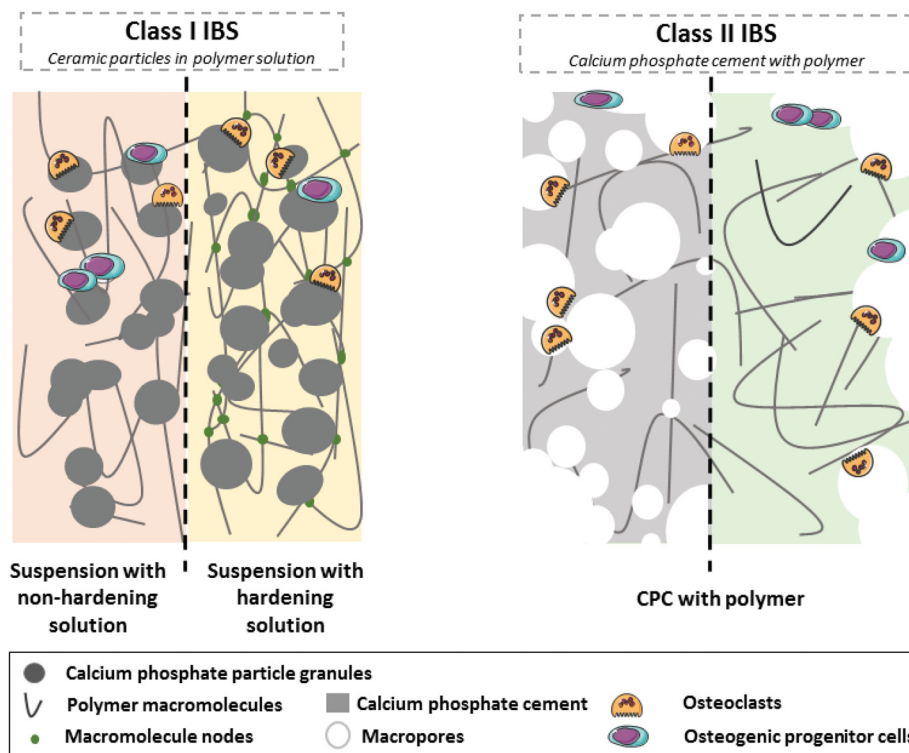 Class I IBS
Ceramic particles in polymer solution
Class II IBS
Calcium phosphate cement with polymer
Suspension with
non-hardening
solution
Suspension with
hardening
solution
CPC with polymer
Calcium phosphate particle granules
Polymer macromolecules
Calcium phosphate cement
Osteoclasts
Macromolecule nodes
Macropores
Osteogenic progenitor cells